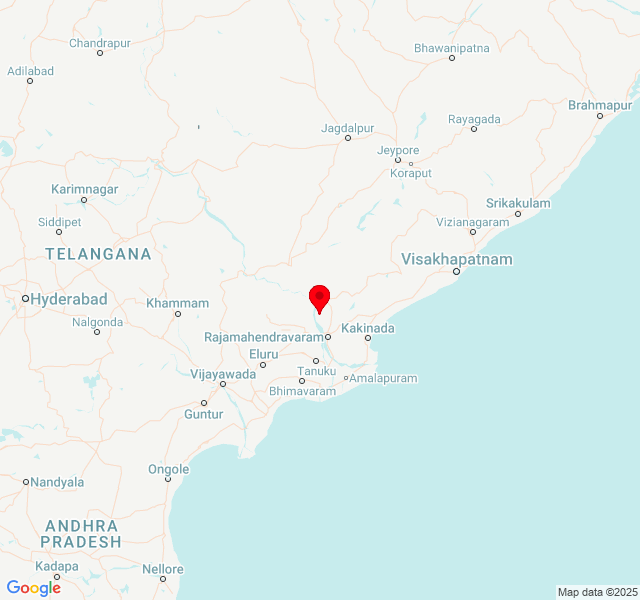 Chandrapur
Bhawanipatna
Adilabad
Brahmapur
Rayagada
Jagdalpur
Jeypore
Koraput
Karimnagar
Srikakulam
Siddipet
Vizianagaram
TELANGANA
Visakhapatnam
Hyderabad
Khammam
Nalgonda
Rajamahendravaram
Kakinada
Eluru
Tanuku
Vijayawada
Amalapuram
Bhimavaram
Guntur
Ongole
Nandyala
ANDHRA
PRADESH
Kadapa
Nellore
Google
Map data ©2025